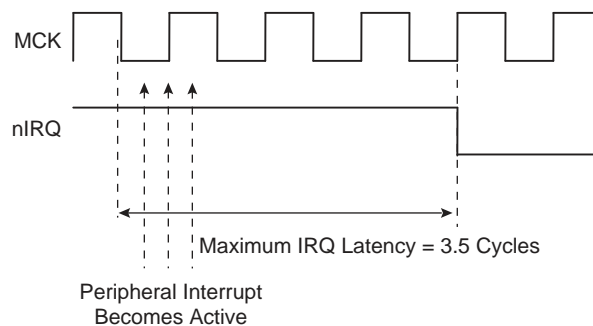 MCK
nIRQ
Maximum IRQ Latency = 3.5 Cycles
Peripheral Interrupt
Becomes Active